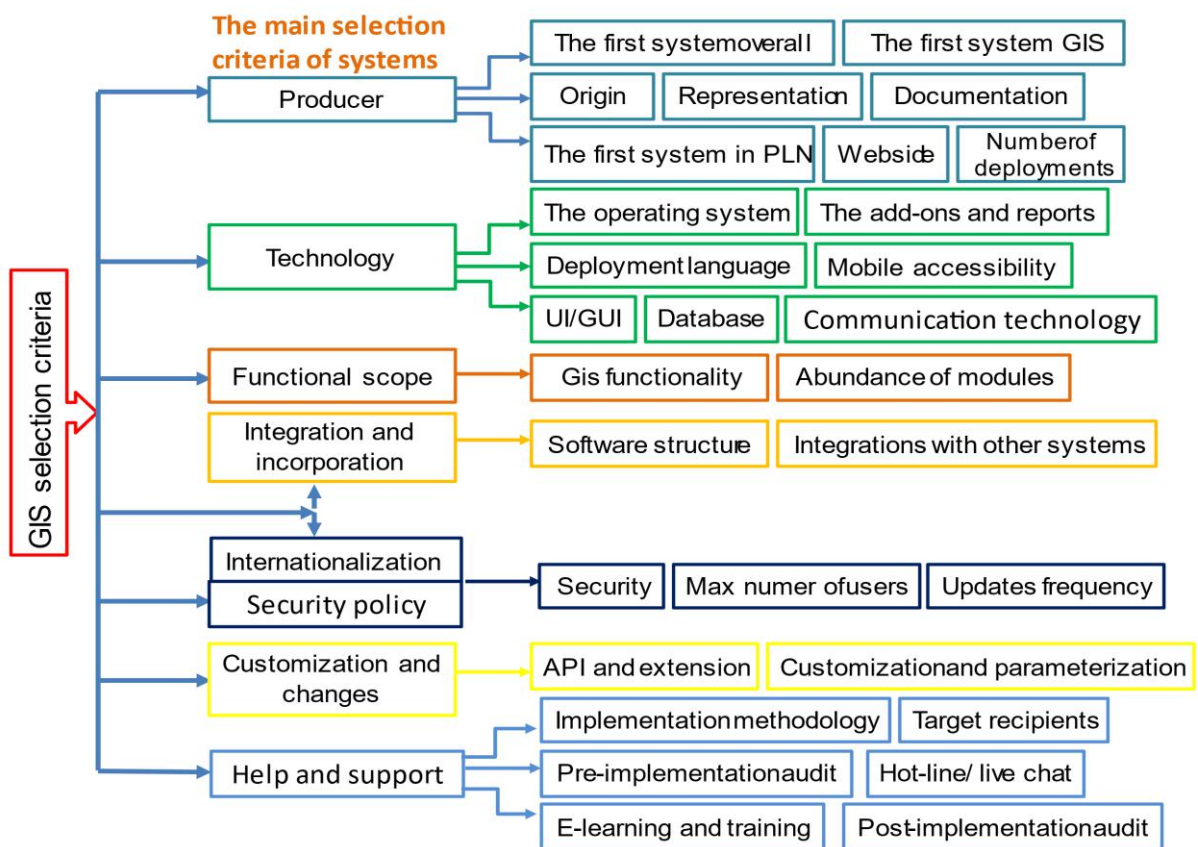 The main selection
criteria of systems
GIS selection criteria
Producer
The first systemoverall
The first system GIS
Origin
Representation
Documentation
The first system in PLN
Webside
Numberof
deployments
Technology
The operating system
The add-ons and reports
Deployment language
Mobile accessibility
UI/GUI
Database
Communication technology
Functional scope
Gis functionality
Abundance of modules
Integration and
incorporation
Software structure
Integrations with other systems
Internationalization
Security policy
Security
Max numer ofusers
Updates frequency
Customization and
changes
API and extension
Customizationand parameterization
Help and support
Implementation methodology
Target recipients
Pre-implementationaudit
Hot-line/ live chat
E-learning and training
Post-implementationaudit